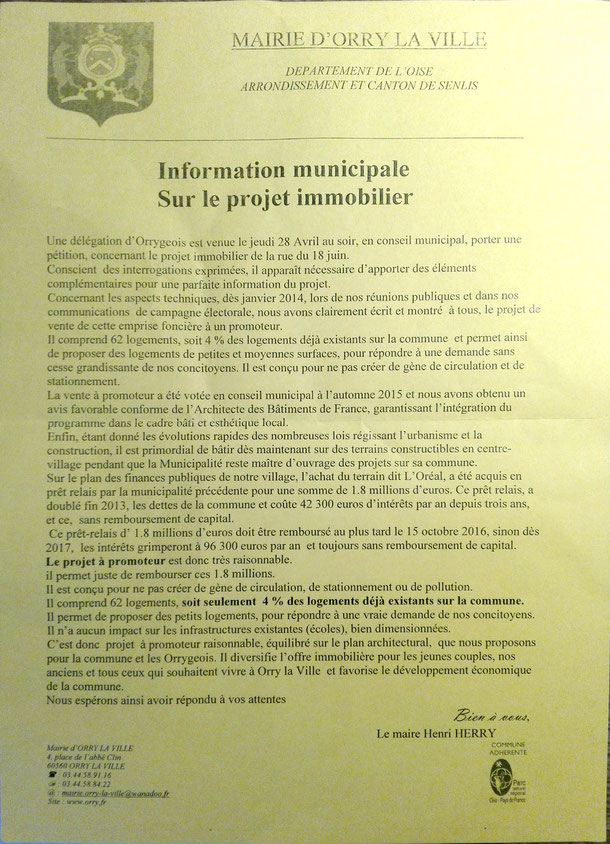 MAIRIE D'ORRY LA VILLE
DEPARTEMENT DE L'OISE
ARRONDISSEMENT ET CANTON DE SENLIS
Information municipale
Sur le projet immobilier
Une délégation d'Orrygeois est venue le jeudi 28 Avril au soir, en conseil municipal, porter une
pétition, concernant le projet immobilier de la rue du 18 juin.
Conscient des interrogations exprimées, il apparaît nécessaire d'apporter des éléments
complémentaires pour une parfaite information du projet.
Concernant les aspects techniques, dès janvier 2014, lors de nos réunions publiques et dans nos
communications de campagne électorale, nous avons clairement écrit et montré à tous, le projet de
vente de cette emprise foncière à un promoteur.
Il comprend 62 logements, soit 4 % des logements déjà existants sur la commune et permet ainsi
de proposer des logements de petites et moyennes surfaces, pour répondre à une demande sans
cesse grandissante de nos concitoyens. Il est conçu pour ne pas créer de gène de circulation et de
stationnement.
La vente à promoteur a été votée en conseil municipal à l'automne 2015 et nous avons obtenu un
avis favorable conforme de l'Architecte des Bâtiments de France, garantissant l'intégration du
programme dans le cadre bâti et esthétique local.
Enfin, étant donné les évolutions rapides des nombreuses lois régissant l'urbanisme et la
construction, il est primordial de bâtir dès maintenant sur des terrains constructibles en centre-
village pendant que la Municipalité reste maître d'ouvrage des projets sur sa commune.
Sur le plan des finances publiques de notre village, l'achat du terrain dit L'Oréal, a été acquis en
prêt relais par la municipalité précédente pour une somme de 1.8 millions d'euros. Ce prêt relais, a
doublé fin 2013, les dettes de la commune et coûte 42 300 euros d'intérêts par an depuis trois ans,
et ce, sans remboursement de capital.
Ce prêt-relais d' 1.8 millions d'euros doit être remboursé au plus tard le 15 octobre 2016, sinon dès
2017, les intérêts grimperont à 96 300 euros par an et toujours sans remboursement de capital.
Le projet à promoteur est donc très raisonnable.
il permet juste de rembourser ces 1.8 millions.
Il est conçu pour ne pas créer de gène de circulation, de stationnement ou de pollution.
Il comprend 62 logements, soit seulement 4 % des logements déjà existants sur la commune.
Il permet de proposer des petits logements, pour répondre à une vraie demande de nos concitoyens.
Il n'a aucun impact sur les infrastructures existantes (écoles), bien dimensionnées.
C'est donc projet à promoteur raisonnable, équilibré sur le plan architectural, que nous proposons
pour la commune et les Orrygeois. Il diversifie l'offre immobilière pour les jeunes couples, nos
anciens et tous ceux qui souhaitent vivre à Orry la Ville et favorise le développement économique
de la commune.
Nous espérons ainsi avoir répondu à vos attentes
Bien à vous,
Le maire Henri HERRY
Mairie d'ORRY LA VILLE
4, place de l'abbé Clin
60560 ORRY LA VILLE
☎ : 03.44.58.91.16
: 03.44.58.84.22
@ : mairie.orry-la-ville@wanadoo.fr
Site : www.orry.fr
COMMUNE
ADHERENTE
Parc
naturel
régional
Oise - Pays de France